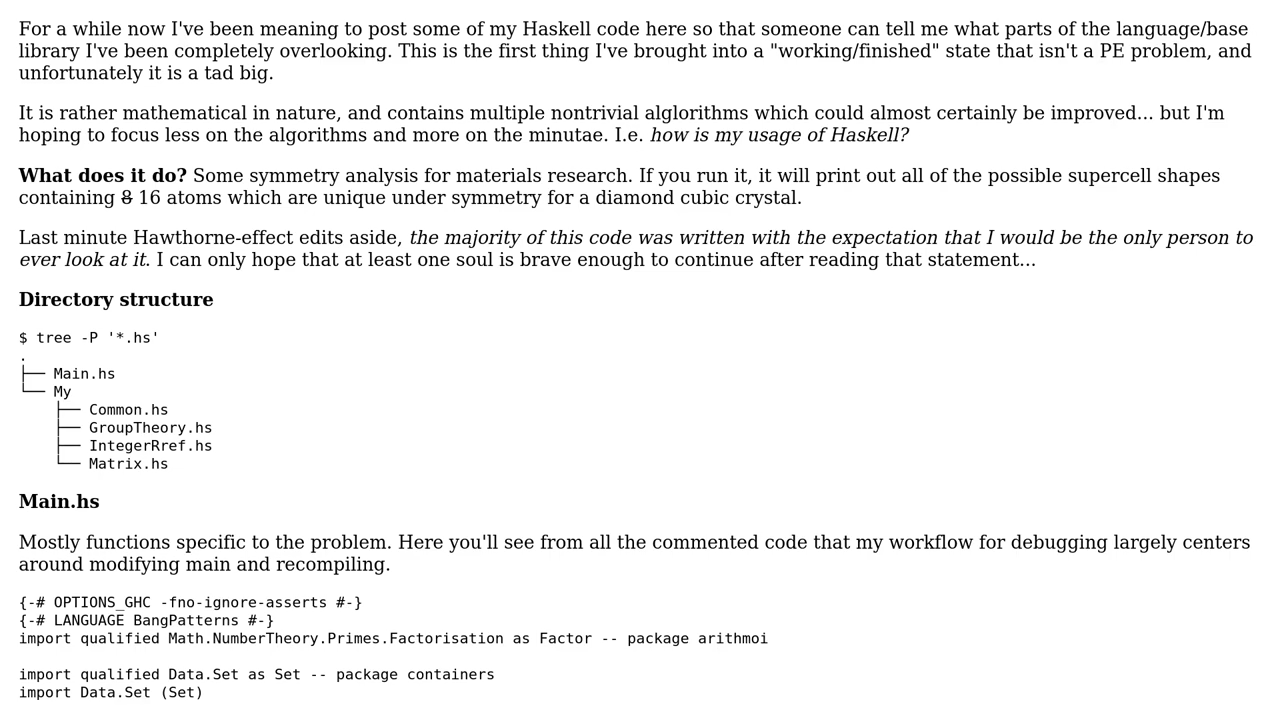 For a while now I've been meaning to post some of my Haskell code here so that someone can tell me what parts of the language/base
library I've been completely overlooking. This is the first thing I've brought into a "working/finished" state that isn't a PE problem, and
unfortunately it is a tad big.
It is rather mathematical in nature, and contains multiple nontrivial alglorithms which could almost certainly be improved... but I'm
hoping to focus less on the algorithms and more on the minutae. I.e. how is my usage of Haskell?
What does it do? Some symmetry analysis for materials research. If you run it, it will print out all of the possible supercell shapes
containing 8 16 atoms which are unique under symmetry for a diamond cubic crystal.
Last minute Hawthorne-effect edits aside, the majority of this code was written with the expectation that I would be the only person to
ever look at it. I can only hope that at least one soul is brave enough to continue after reading that statement...
Directory structure
$ tree -P '*.hs'
.
├── Main.hs
└── My
    ├── Common.hs
    ├── GroupTheory.hs
    ├── IntegerRref.hs
    └── Matrix.hs
Main.hs
Mostly functions specific to the problem. Here you'll see from all the commented code that my workflow for debugging largely centers
around modifying main and recompiling.
{-# OPTIONS_GHC -fno-ignore-asserts #-}
{-# LANGUAGE BangPatterns #-}
import qualified Math.NumberTheory.Primes.Factorisation as Factor -- package arithmoi
import qualified Data.Set as Set -- package containers
import Data.Set (Set)